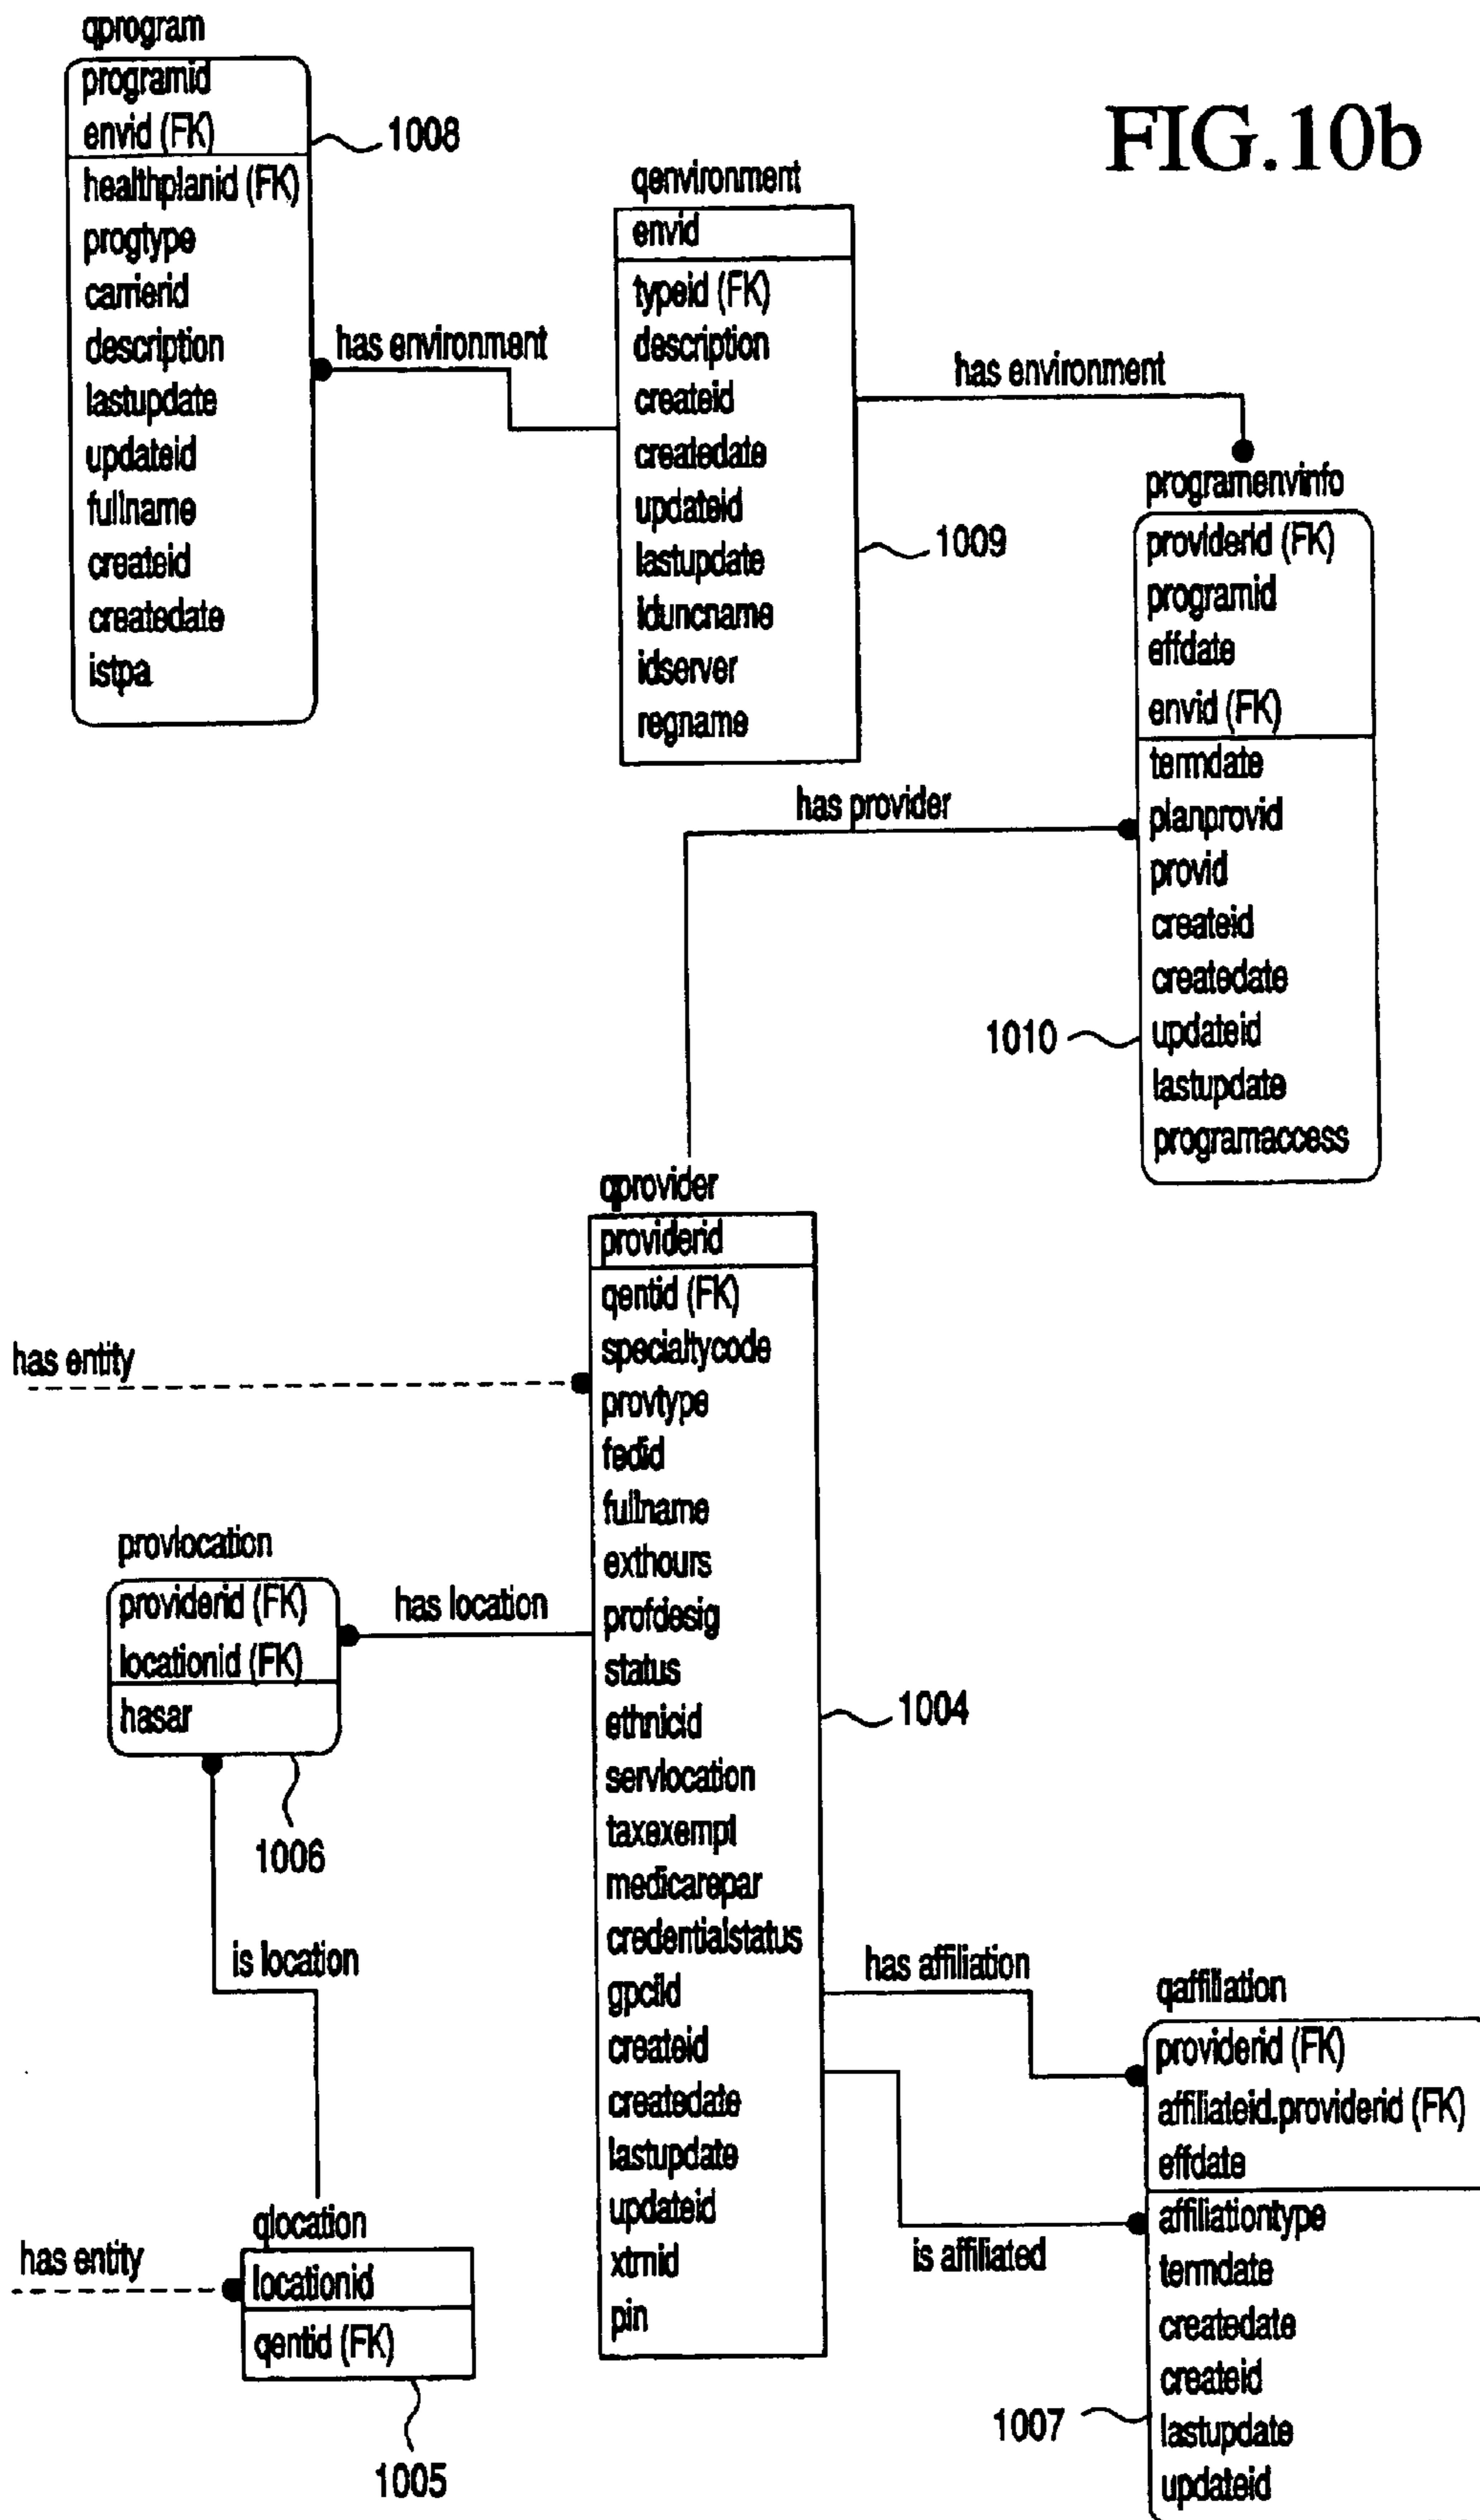 FIG.10b
qprogram
programid
envid (FK)
healthplanid (FK)
progtype
carrierid
description
lastupdate
updateid
fullname
createid
createdate
istpa
1008
has environment
qenvironment
envid
typeid (FK)
description
createid
createdate
updateid
lastupdate
iduncname
idserver
regname
1009
has environment
programenvinfo
providerid (FK)
programid
effdate
envid (FK)
termdate
planprovid
provid
createid
createdate
updateid
lastupdate
programaccess
1010
has provider
qprovider
providerid
qentid (FK)
specialtycode
provtype
fedid
fullname
exthours
profdesig
status
ethnicid
servlocation
taxexempt
medicarepar
credentialstatus
createid
createdate
lastupdate
updateid
pin
1004
has entity
provlocation
providerid (FK)
locationid (FK)
hasar
has location
1006
is location
qlocation
locationid
qentid (FK)
has entity
1005
has affiliation
qaffiliation
providerid (FK)
affiliateid.providerid (FK)
effdate
affiliationtype
termdate
createdate
createid
lastupdate
updateid
is affiliated
1007